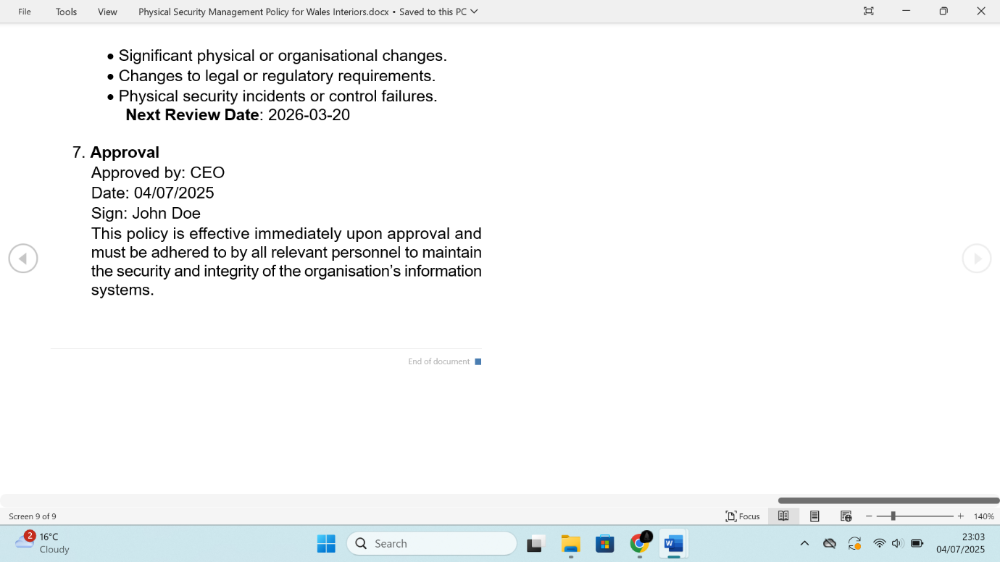 File Tools View Physical Security Management Policy for Wales Interiors.docx • Saved to this PC
• Significant physical or organisational changes.
• Changes to legal or regulatory requirements.
• Physical security incidents or control failures.
Next Review Date: 2026-03-20
7. Approval
Approved by: CEO
Date: 04/07/2025
Sign: John Doe
This policy is effective immediately upon approval and
must be adhered to by all relevant personnel to maintain
the security and integrity of the organisation’s information
systems.
End of document
Screen 9 of 9 Focus 140%
2 16°C
Cloudy
Search
23:03
04/07/2025